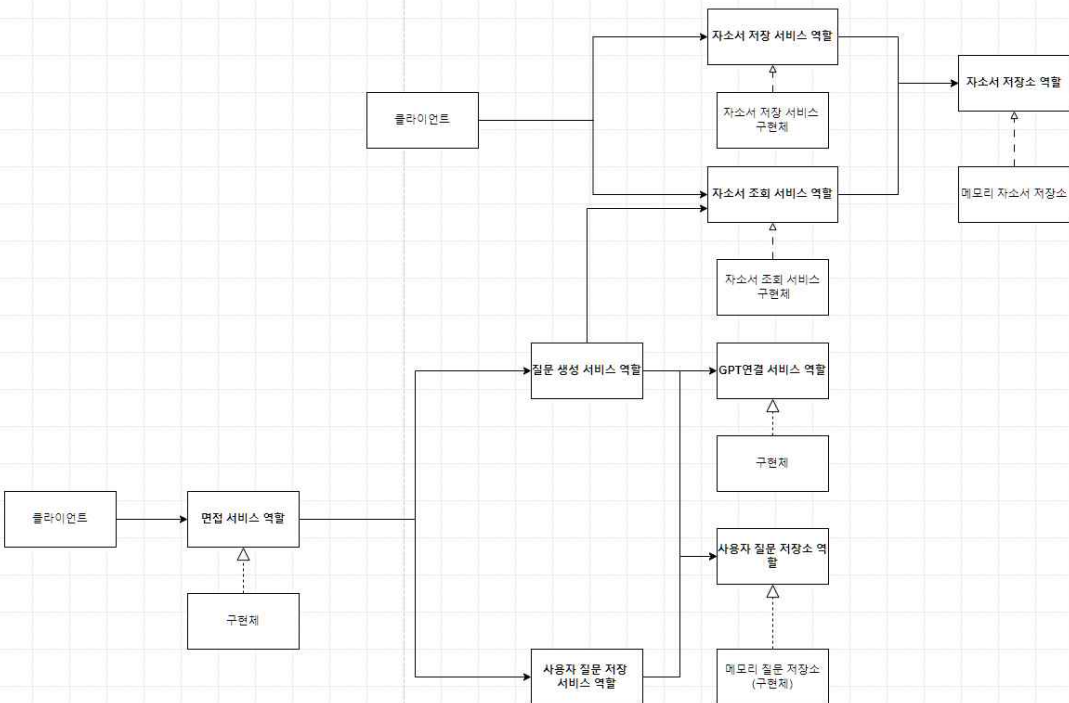 자소서 저장 서비스 역할
자소서 저장소 역할
클라이언트
자소서 저장 서비스
구현체
자소서 조회 서비스 역할
메모리 자소서 저장소
자소서 조회 서비스
구현체
질문 생성 서비스 역할
GPT연결 서비스 역할
구현체
클라이언트
면접 서비스 역할
사용자 질문 저장소 역
할
구현체
사용자 질문 저장
서비스 역할
메모리 질문 저장소
(구현체)